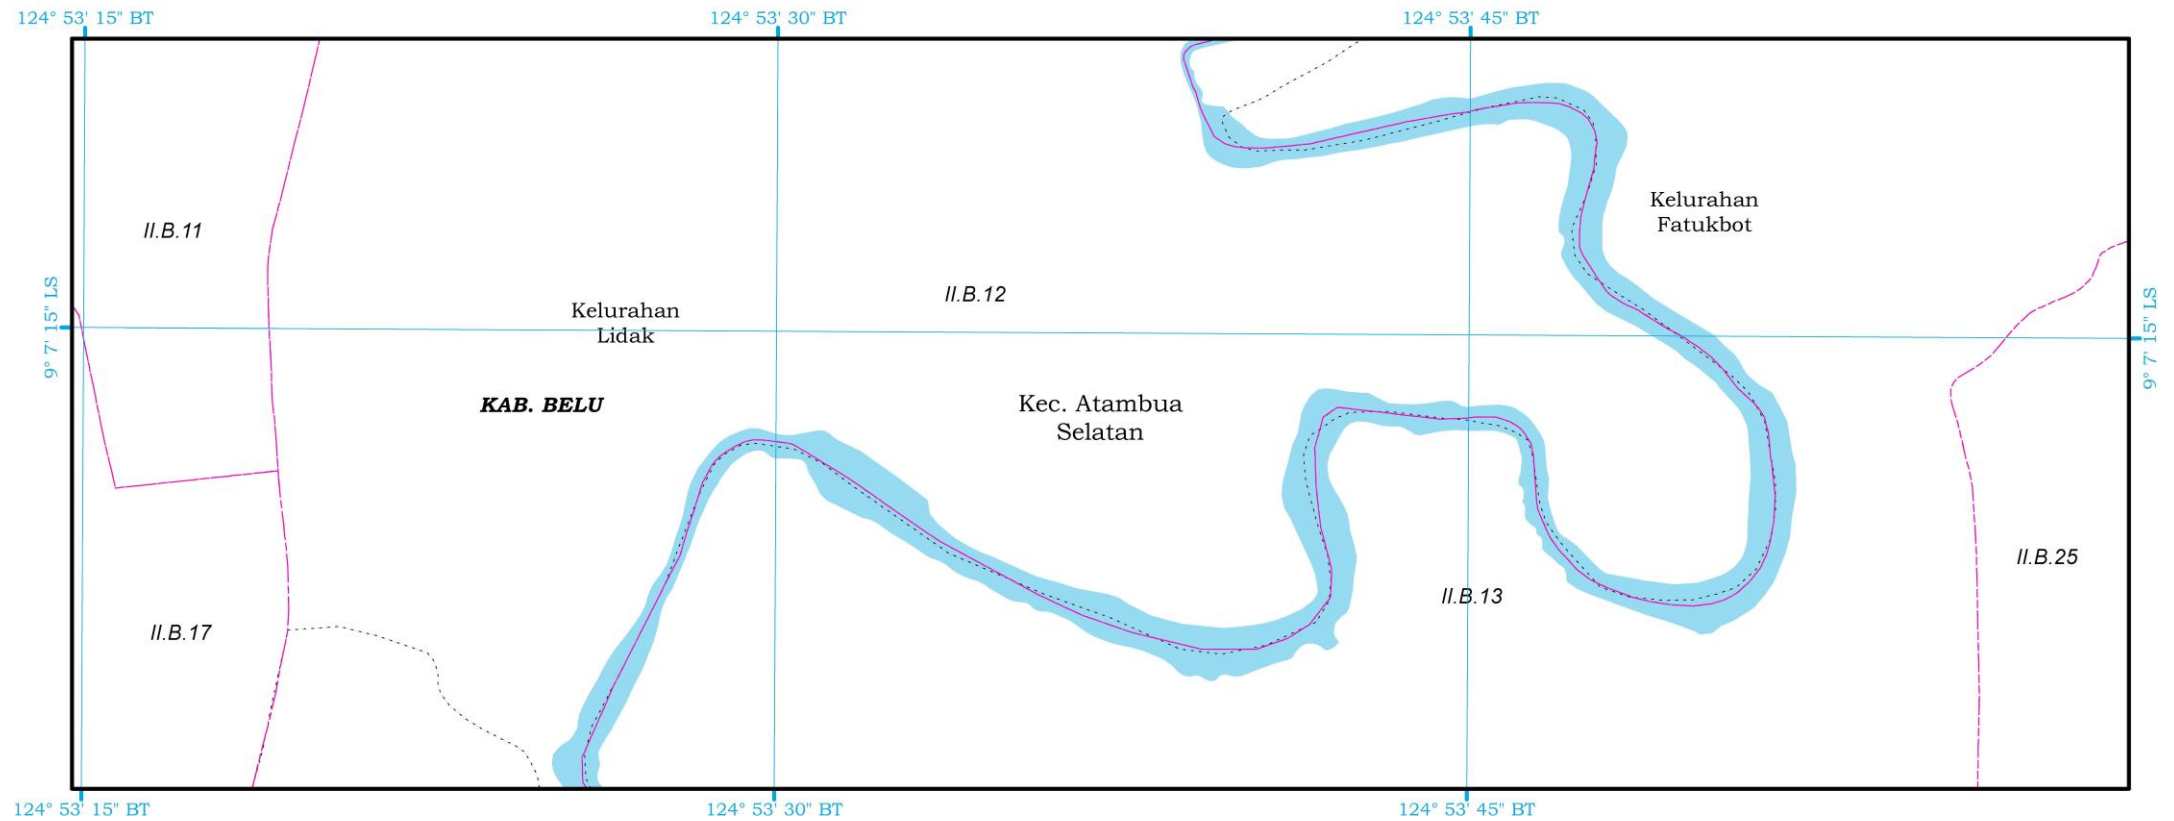 124° 53' 15" BT
124° 53' 30" BT
124° 53' 45" BT
Kelurahan
Fatukbot
II.B.11
9° 7' 15" LS
II.B.12
9° 7' 15" LS
Kelurahan
Lidak
KAB. BELU
Kec. Atambua
Selatan
II.B.25
II.B.13
II.B.17
124° 53' 15" BT
124° 53' 30" BT
124° 53' 45" BT